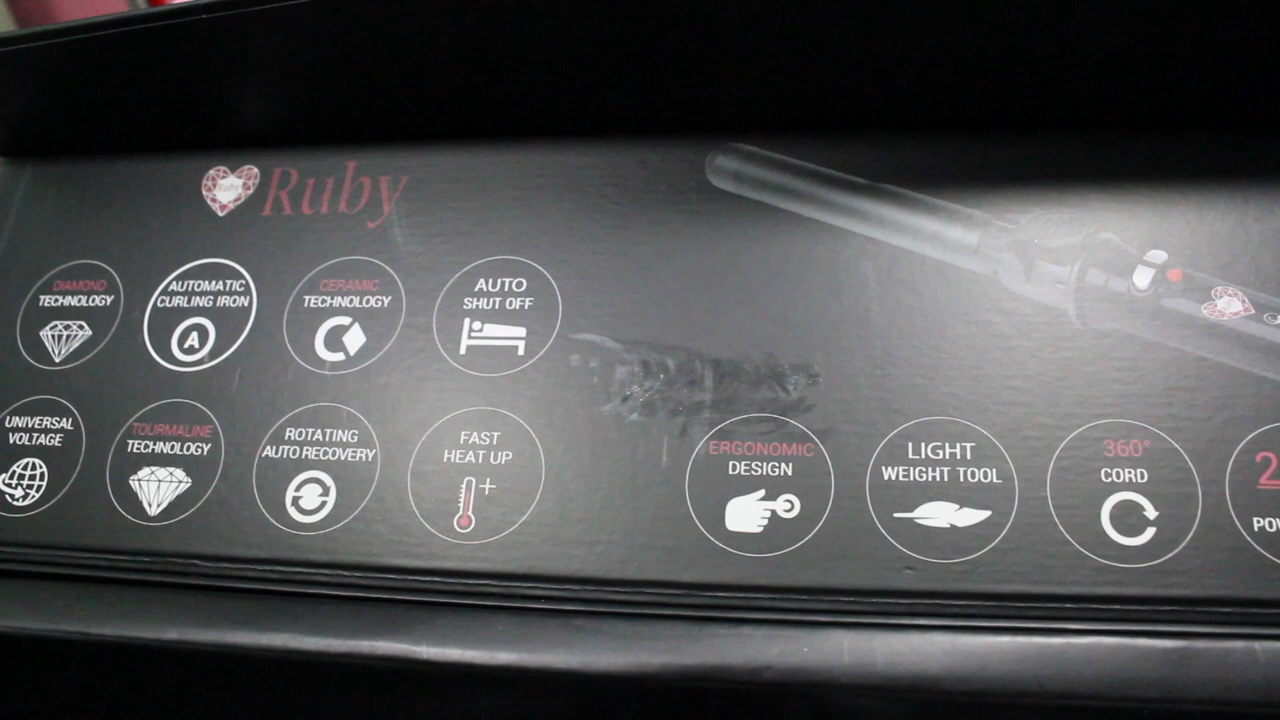 Ruby
DIAMOND
TECHNOLOGY
AUTOMATIC
CURLING IRON
A
CERAMIC
TECHNOLOGY
AUTO
SHUT OFF
UNIVERSAL
VOLTAGE
TOURMALINE
TECHNOLOGY
ROTATING
AUTO RECOVERY
FAST
HEAT UP
ERGONOMIC
DESIGN
LIGHT
WEIGHT TOOL
360°
CORD